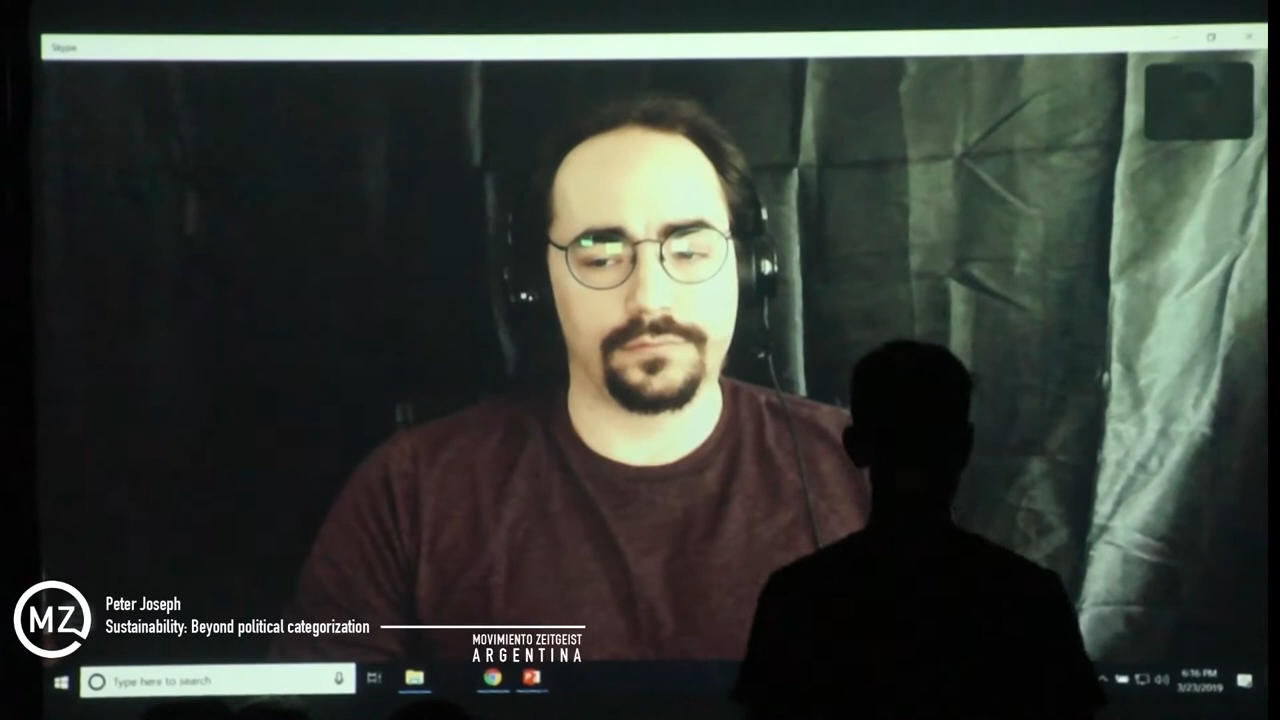 Skype
MZ
Peter Joseph
Sustainability: Beyond political categorization
MOVIMIENTO ZEITGEIST
ARGENTINA
Type here to search
6:16 PM
3/23/2019